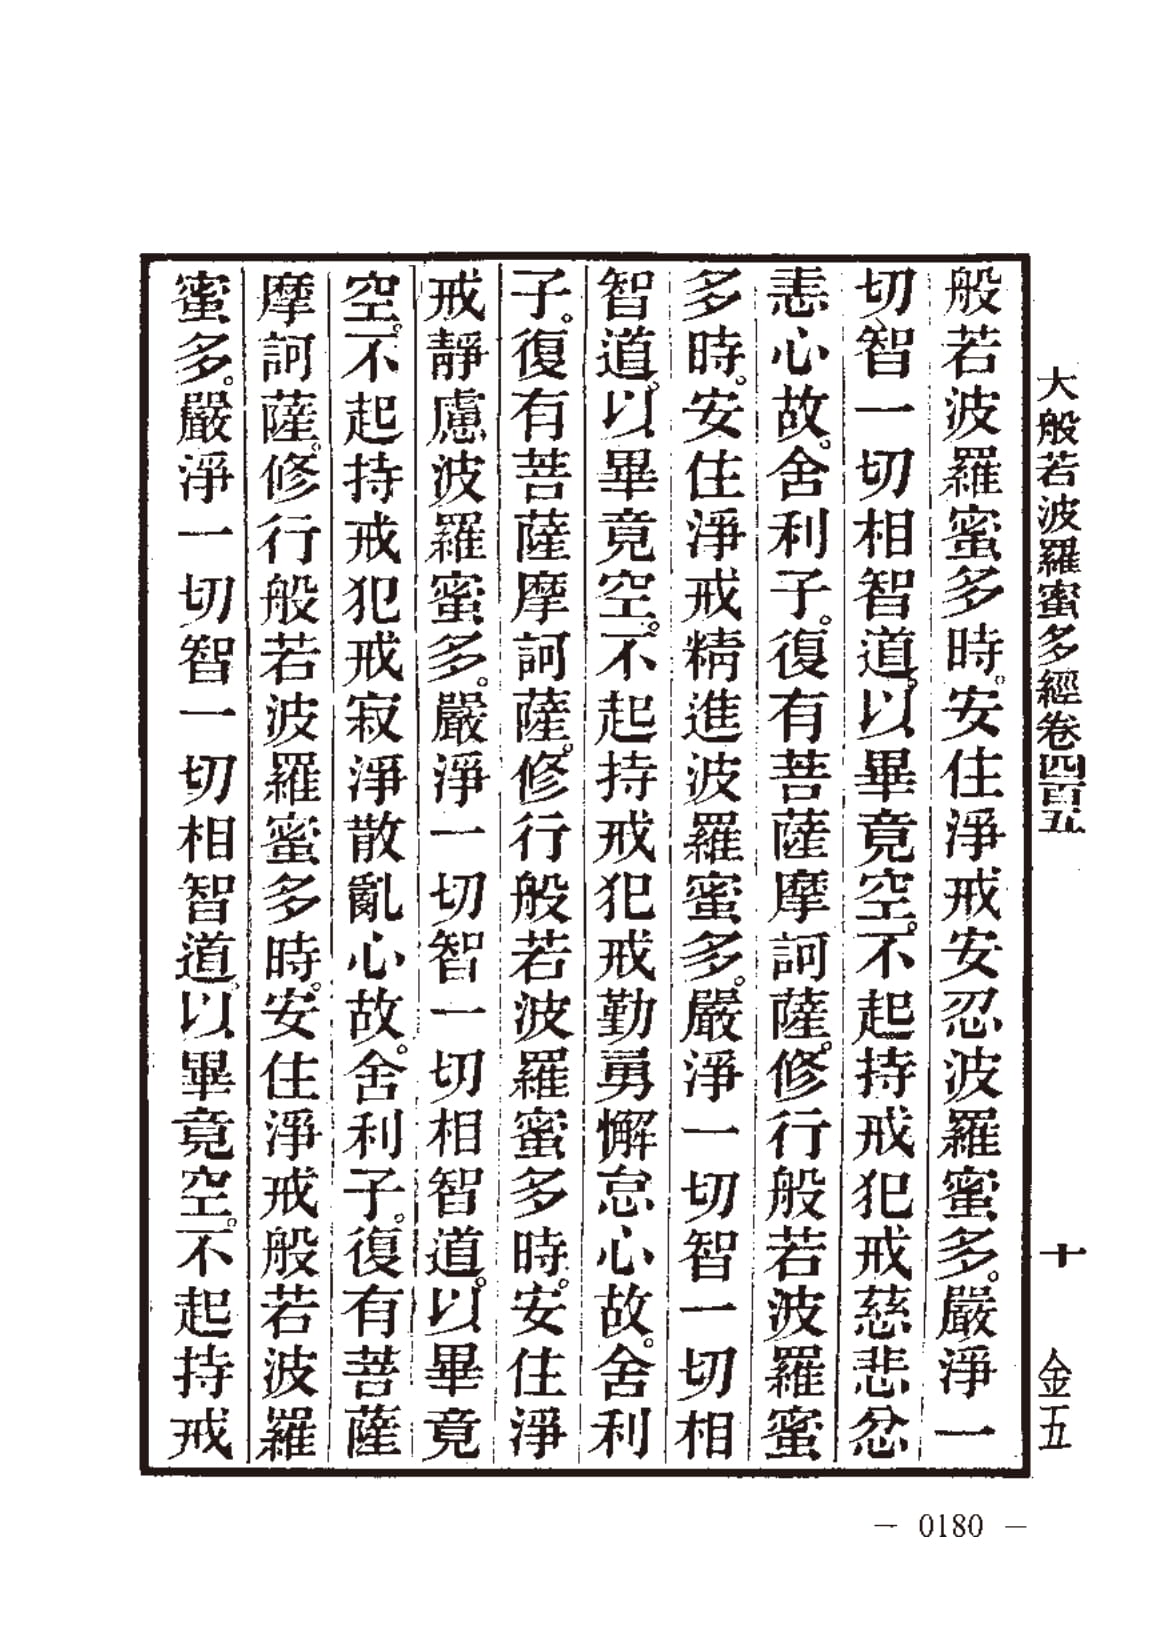 大般若波羅蜜多經卷四百五 十 金五
般若波羅蜜多時。安住淨戒安忍波羅蜜多。嚴淨一
切智一切相智道。以畢竟空。不起持戒犯戒慈悲忿
恚心故。舍利子。復有菩薩摩訶薩。修行般若波羅蜜
多時。安住淨戒精進波羅蜜多。嚴淨一切智一切相
智道。以畢竟空。不起持戒犯戒勤勇懈怠心故。舍利
子。復有菩薩摩訶薩。修行般若波羅蜜多時。安住淨
戒靜慮波羅蜜多。嚴淨一切智一切相智道。以畢竟
空。不起持戒犯戒寂淨散亂心故。舍利子。復有菩薩
摩訶薩。修行般若波羅蜜多時。安住淨戒般若波羅
蜜多。嚴淨一切智一切相智道。以畢竟空。不起持戒
— 0180 —